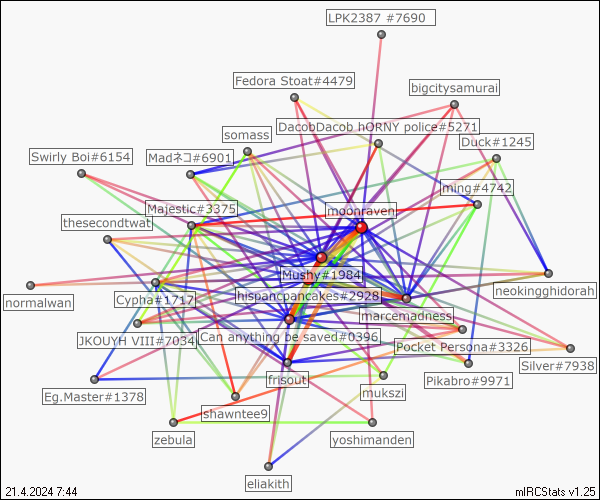 LPK2387 #7690
Fedora Stoat#4479
bigcitysamurai
DacobDacob hORNY police#5271
somass
Duck#1245
Swirly Boi#6154
Madネコ#6901
ming#4742
Majestic#3375
moonraven
thesecondtwat
Mushy#1984
neokingghidorah
hispancpancakes#2928
normalwan
Cypha#1717
marcemadness
Can anything be saved#0396
JKOUYH VIII#7034
Pocket Persona#3326
Silver#7938
frisout
Pikabro#9971
Eg.Master#1378
mukszi
shawntee9
zebula
yoshimanden
eliakith
21.4.2024 7:44
mIRCStats v1.25